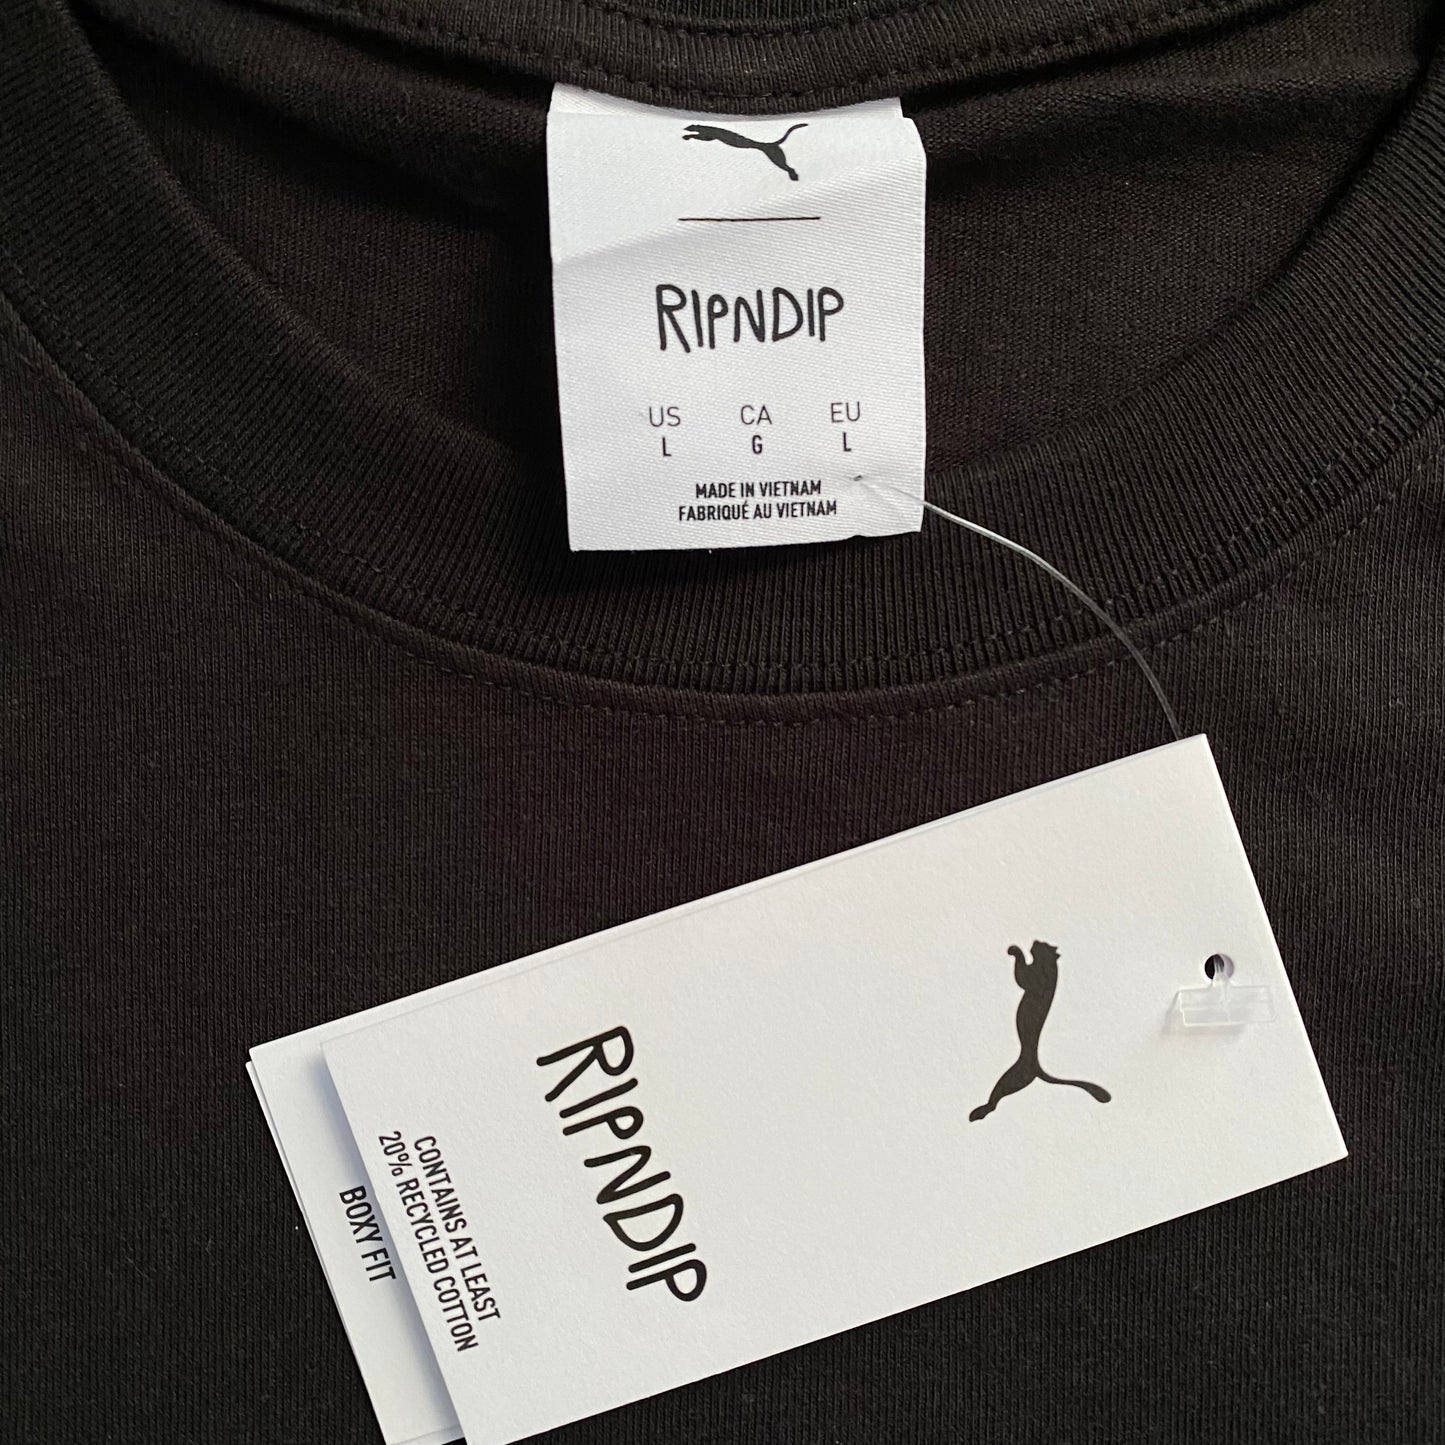 RIPNDIP
US CA EU
L G L
MADE IN VIETNAM
FABRIQUÉ AU VIETNAM
RIPNDIP
CONTAINS AT LEAST
20% RECYCLED COTTON
BOXY FIT